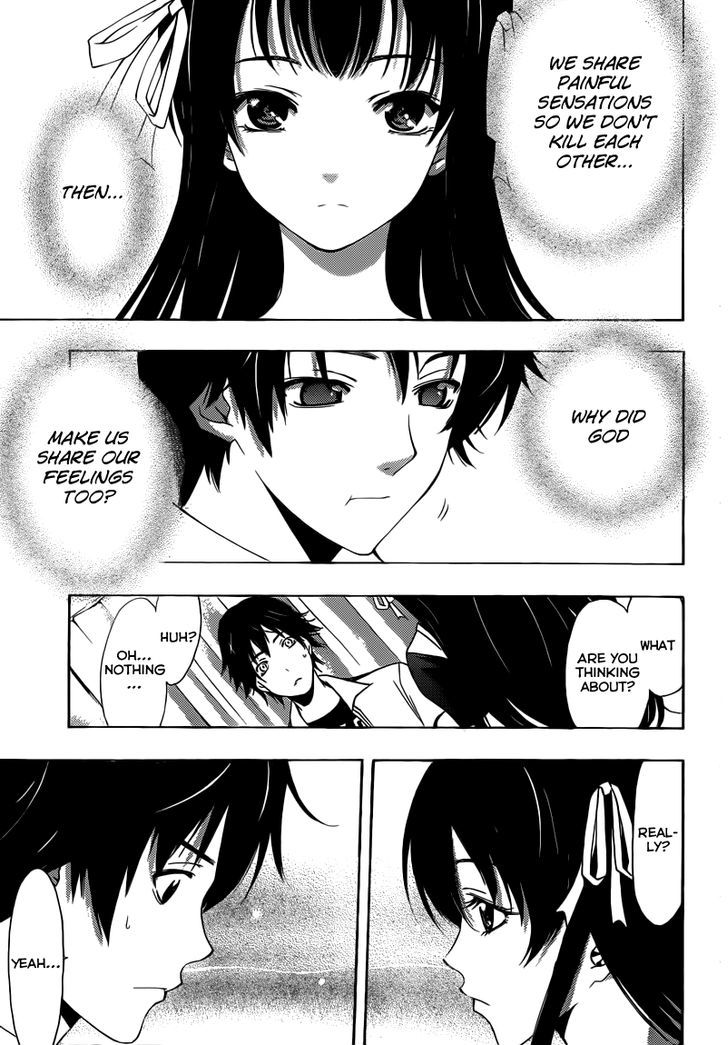 WE SHARE
PAINFUL
SENSATIONS
SO WE DON'T
KILL EACH
OTHER...
THEN...
WHY DID
GOD
MAKE US
SHARE OUR
FEELINGS
TOO?
WHAT
ARE YOU
THINKING
ABOUT?
HUH?
OH...
NOTHING
...
REAL-
LY?
YEAH...